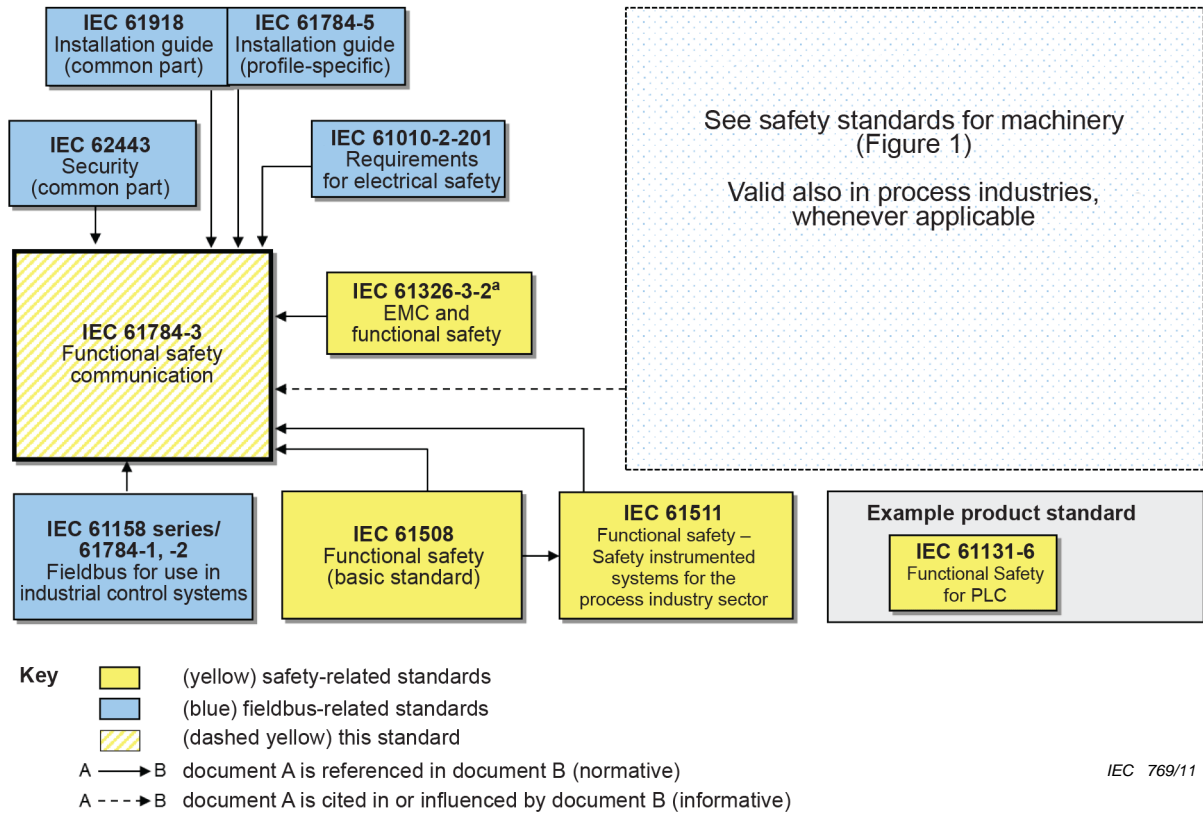 IEC 61918
Installation guide
(common part)
IEC 61784-5
Installation guide
(profile-specific)
See safety standards for machinery
(Figure 1)
Valid also in process industries,
whenever applicable
IEC 62443
Security
(common part)
IEC 61010-2-201
Requirements
for electrical safety
IEC 61784-3
Functional safety
communication
IEC 61326-3-2ᵃ
EMC and
functional safety
IEC 61158 series/
61784-1, -2
Fieldbus for use in
industrial control systems
IEC 61508
Functional safety
(basic standard)
IEC 61511
Functional safety –
Safety instrumented
systems for the
process industry sector
Example product standard
IEC 61131-6
Functional Safety
for PLC
Key
(yellow) safety-related standards
(blue) fieldbus-related standards
(dashed yellow) this standard
A B document A is referenced in document B (normative)
A B document A is cited in or influenced by document B (informative)
IEC 769/11